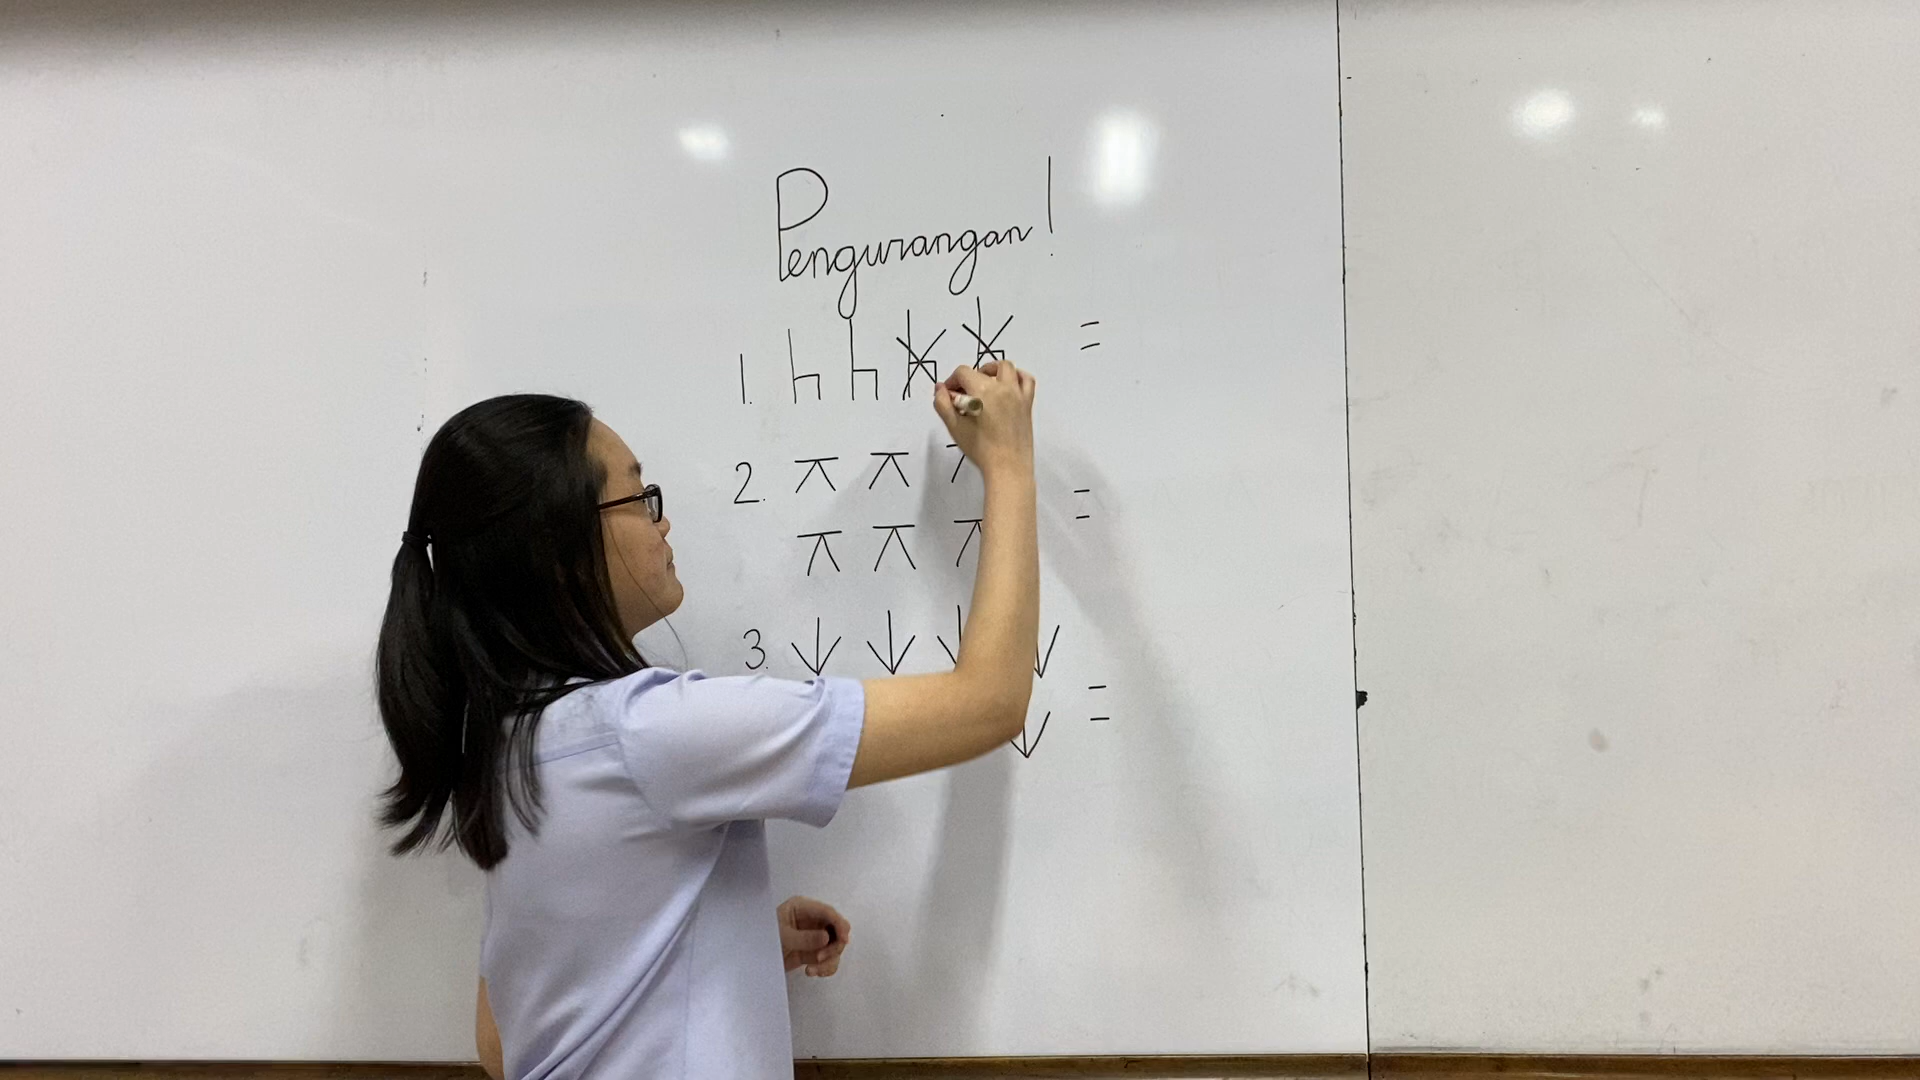 Pengurangan!
1. =
2. =
3. =